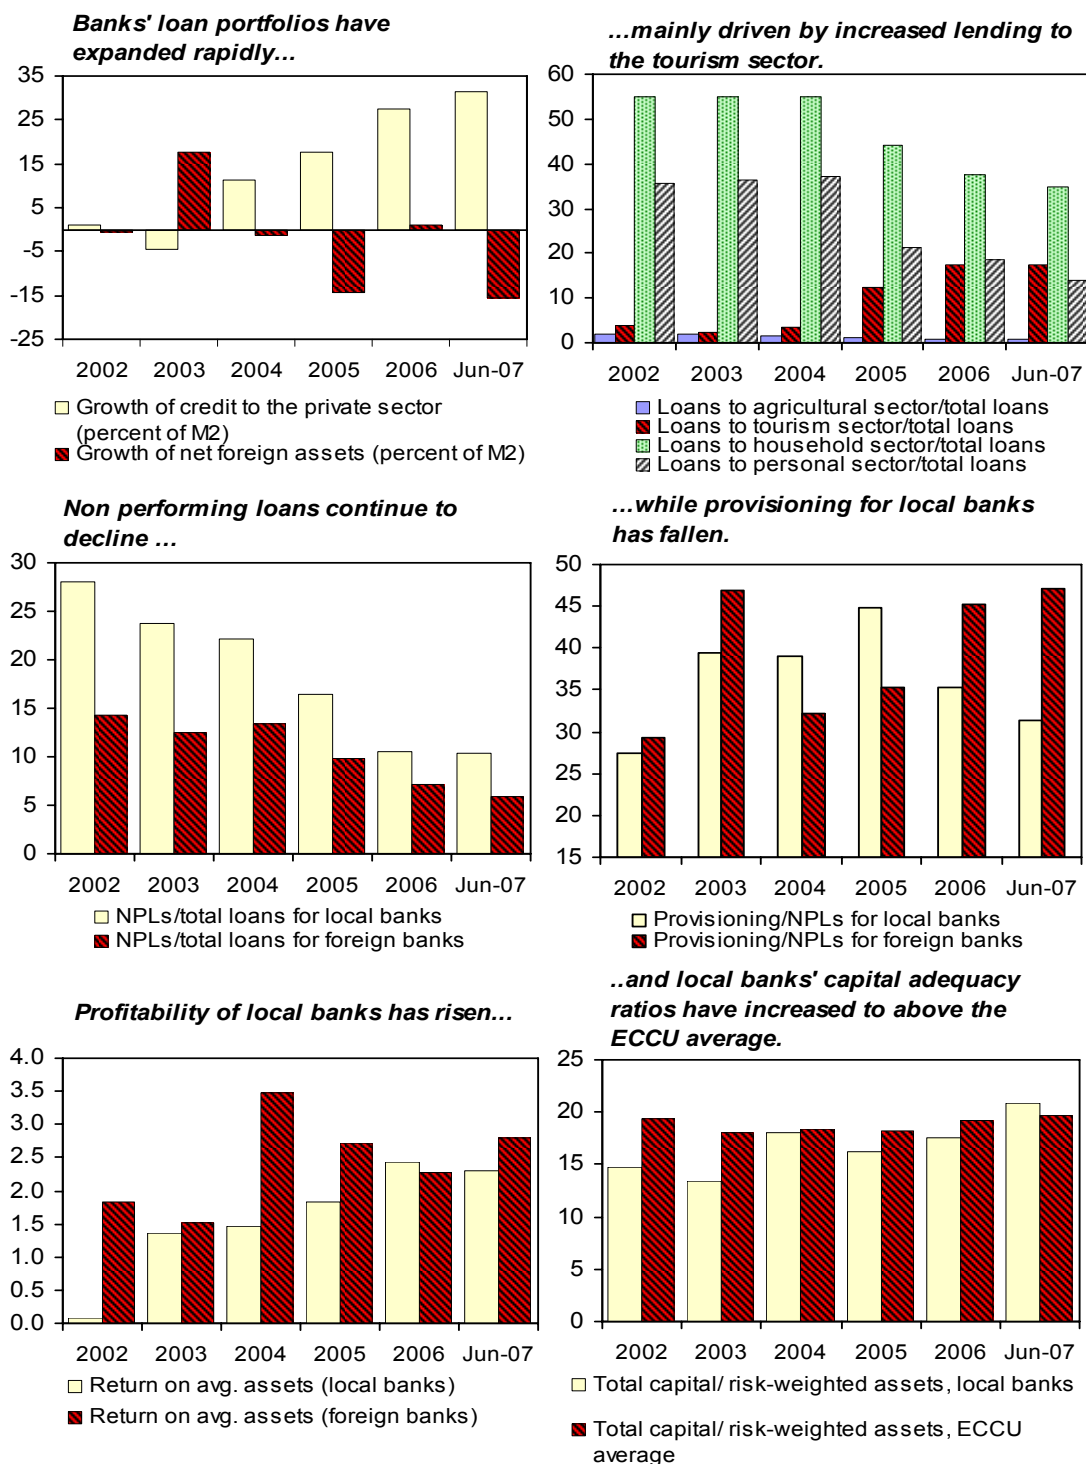 Banks' loan portfolios have
expanded rapidly...
35
25
15
5
-5
-15
-25
2002 2003 2004 2005 2006 Jun-07
Growth of credit to the private sector
(percent of M2)
Growth of net foreign assets (percent of M2)
...mainly driven by increased lending to
the tourism sector.
60
50
40
30
20
10
0
2002 2003 2004 2005 2006 Jun-07
Loans to agricultural sector/total loans
Loans to tourism sector/total loans
Loans to household sector/total loans
Loans to personal sector/total loans
Non performing loans continue to
decline ...
30
25
20
15
10
5
0
2002 2003 2004 2005 2006 Jun-07
NPLs/total loans for local banks
NPLs/total loans for foreign banks
...while provisioning for local banks
has fallen.
50
45
40
35
30
25
20
15
2002 2003 2004 2005 2006 Jun-07
Provisioning/NPLs for local banks
Provisioning/NPLs for foreign banks
Profitability of local banks has risen...
4.0
3.5
3.0
2.5
2.0
1.5
1.0
0.5
0.0
2002 2003 2004 2005 2006 Jun-07
Return on avg. assets (local banks)
Return on avg. assets (foreign banks)
..and local banks' capital adequacy
ratios have increased to above the
ECCU average.
25
20
15
10
5
0
2002 2003 2004 2005 2006 Jun-07
Total capital/ risk-weighted assets, local banks
Total capital/ risk-weighted assets, ECCU
average